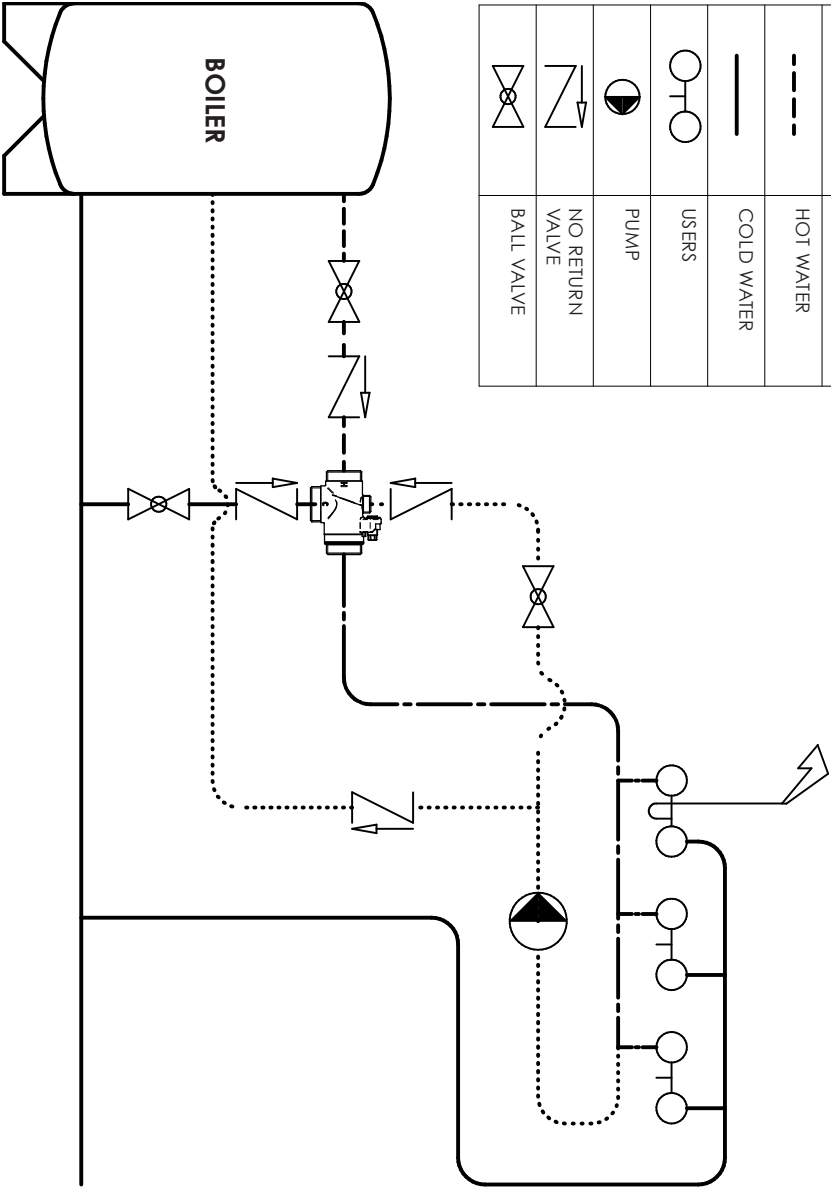 BOILER
HOT WATER
COLD WATER
USERS
PUMP
NO RETURN
VALVE
BALL VALVE